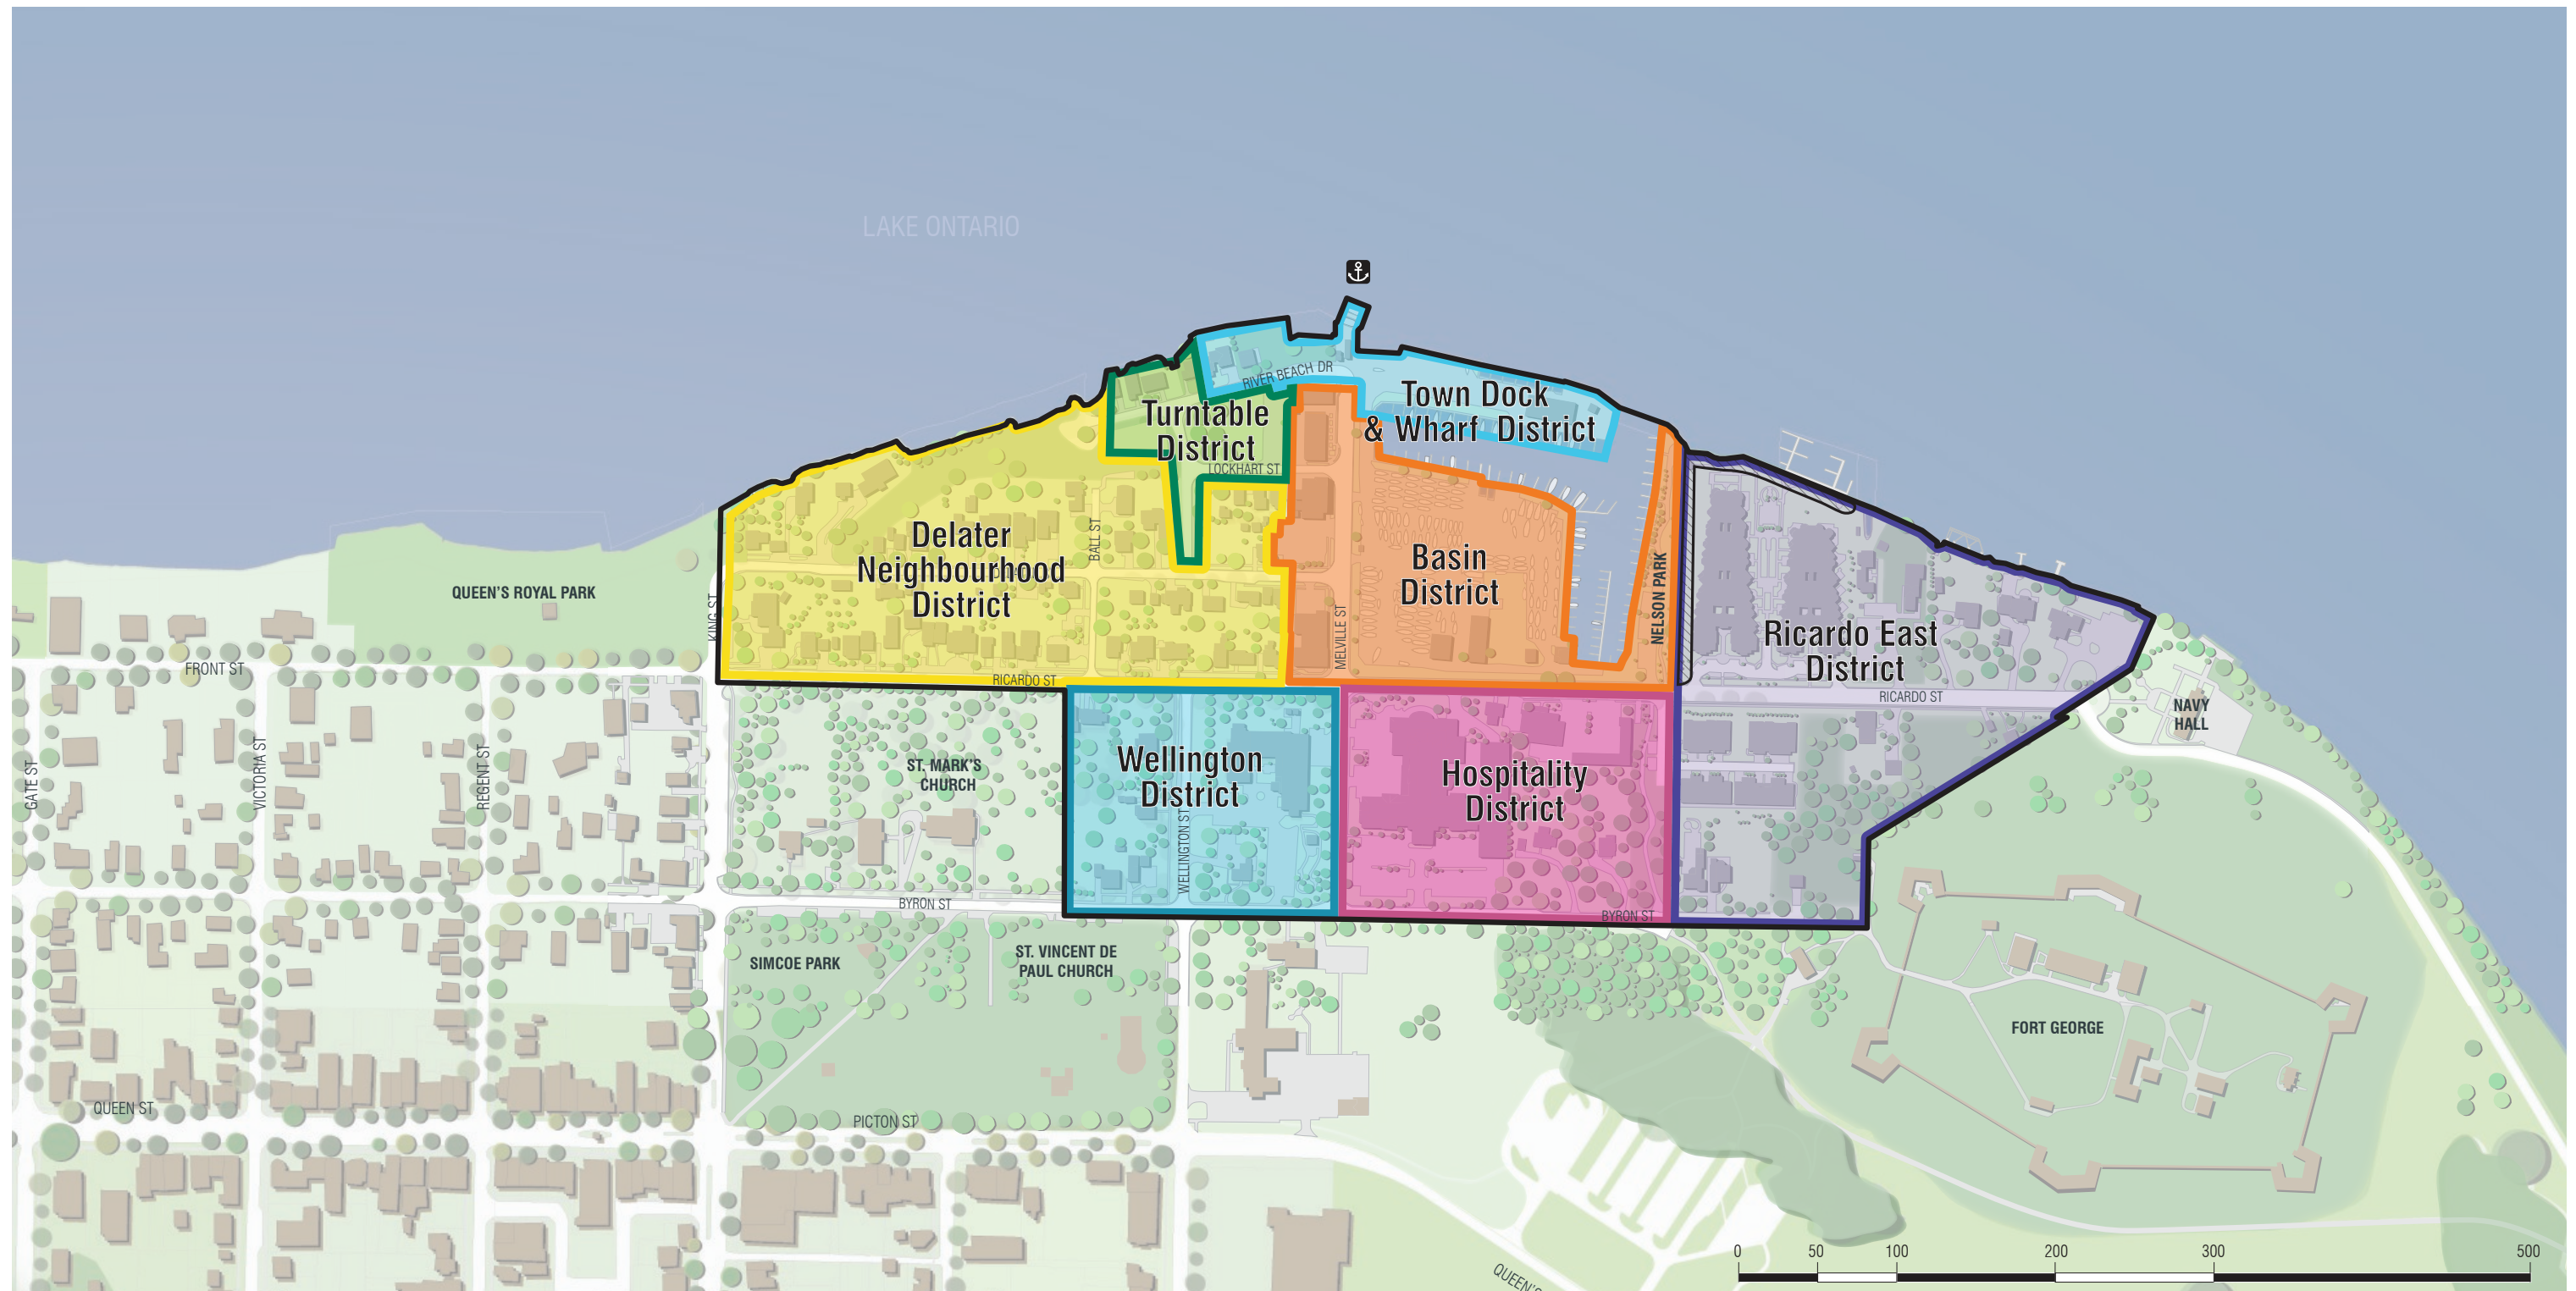 LAKE ONTARIO
RIVER BEACH DR
Town Dock
& Wharf District
Turntable
District
LOCKHART ST
Delater
Neighbourhood
District
BALL ST
Basin
District
MELVILLE ST
NELSON PARK
Ricardo East
District
RICARDO ST
QUEEN'S ROYAL PARK
KING ST
FRONT ST
RICARDO ST
NAVY
HALL
GATE ST
VICTORIA ST
REGENT ST
ST. MARK'S
CHURCH
Wellington
District
WELLINGTON ST
Hospitality
District
BYRON ST
BYRON ST
SIMCOE PARK
ST. VINCENT DE
PAUL CHURCH
FORT GEORGE
QUEEN ST
PICTON ST
0 50 100 200 300 500